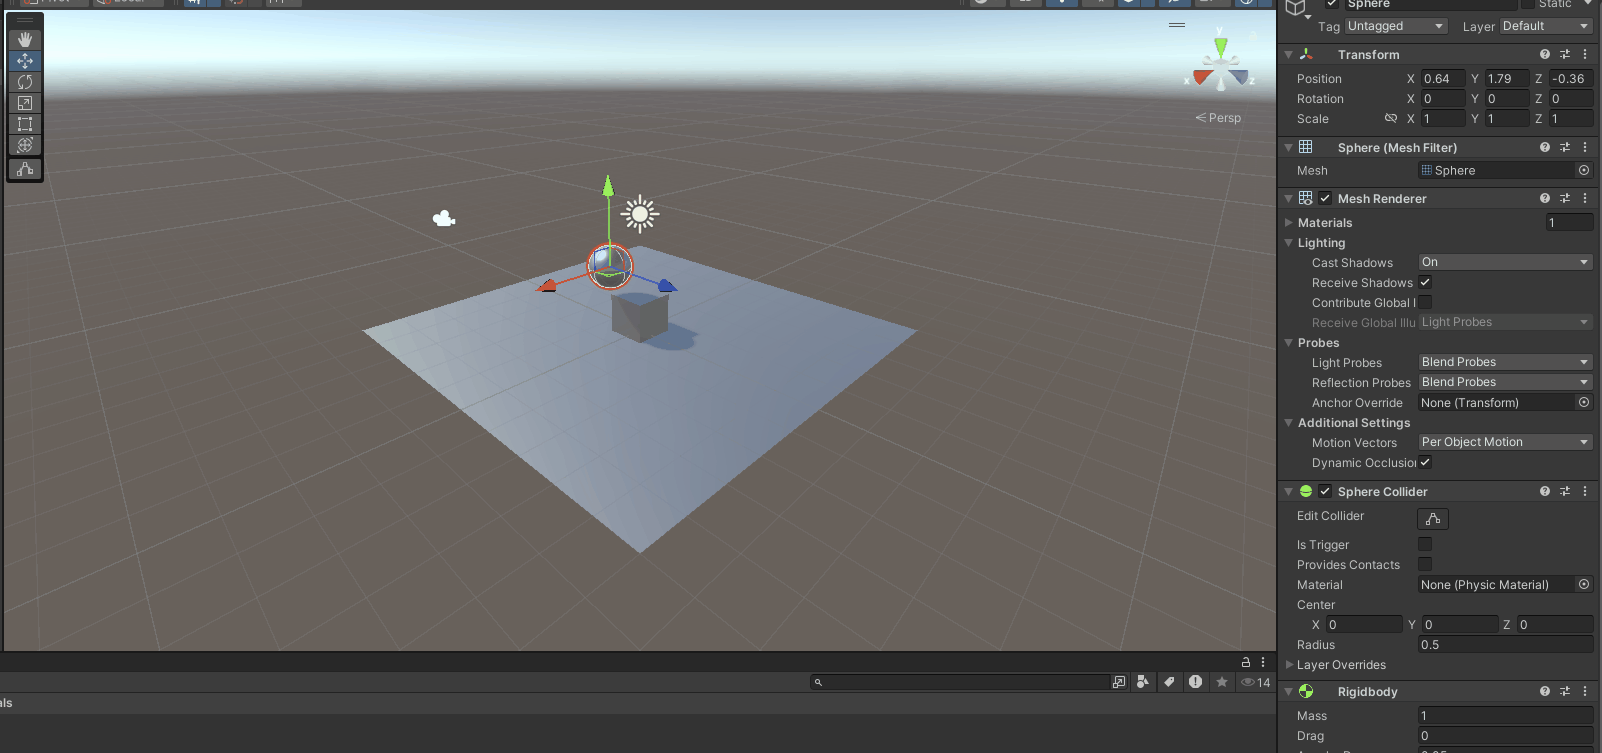 Sphere
Static
Tag Untagged Layer Default
y
x z
Persp
Transform
Position X 0.64 Y 1.79 Z -0.36
Rotation X 0 Y 0 Z 0
Scale X 1 Y 1 Z 1
Sphere (Mesh Filter)
Mesh Sphere
Mesh Renderer
Materials 1
Lighting
Cast Shadows On
Receive Shadows
Contribute Global I
Receive Global Illu Light Probes
Probes
Light Probes Blend Probes
Reflection Probes Blend Probes
Anchor Override None (Transform)
Additional Settings
Motion Vectors Per Object Motion
Dynamic Occlusion
Sphere Collider
Edit Collider
Is Trigger
Provides Contacts
Material None (Physic Material)
Center
X 0 Y 0 Z 0
Radius 0.5
Layer Overrides
Rigidbody
Mass 1
Drag 0
14
als